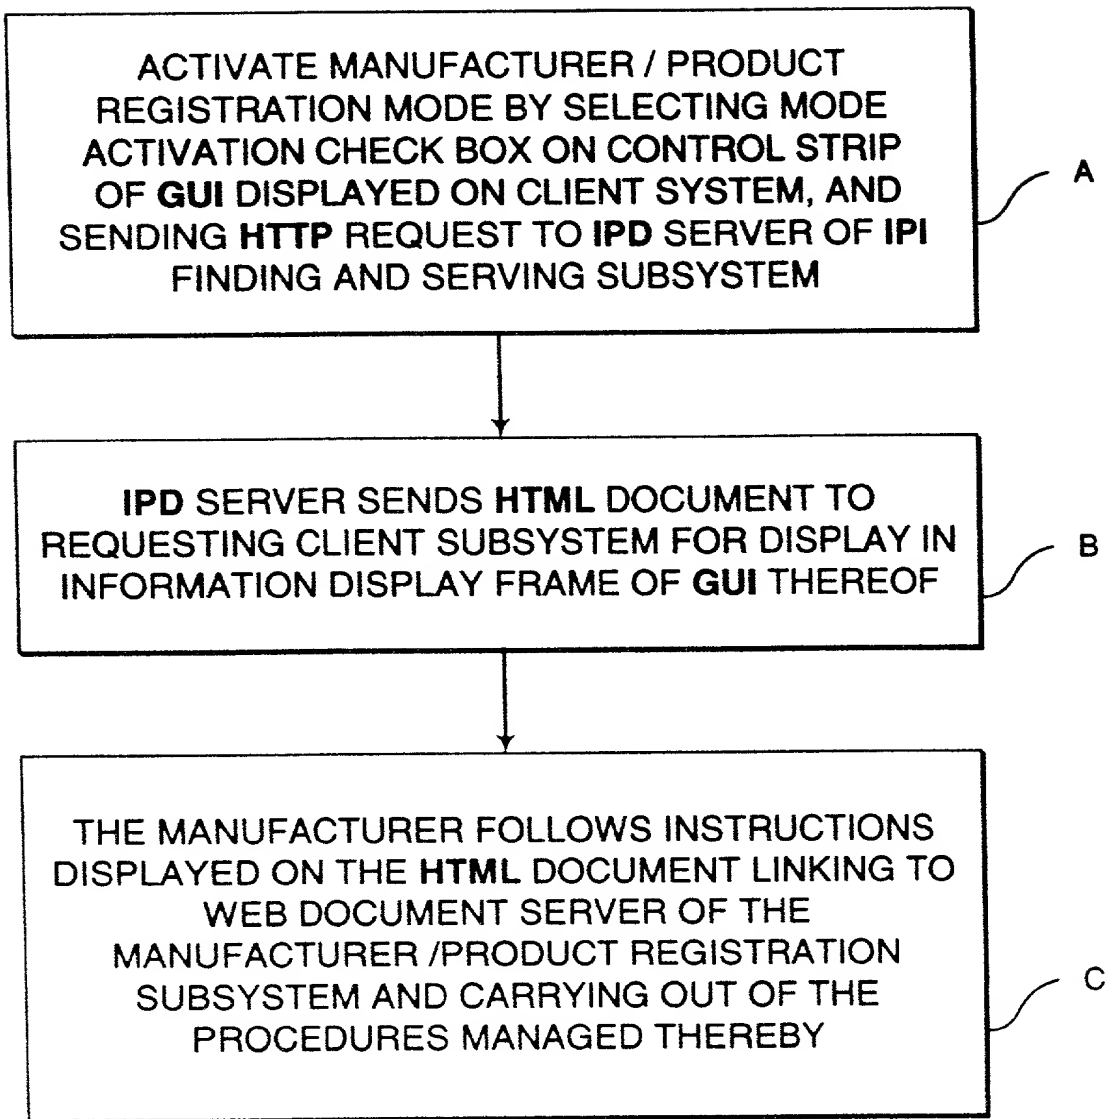 ACTIVATE MANUFACTURER / PRODUCT
REGISTRATION MODE BY SELECTING MODE
ACTIVATION CHECK BOX ON CONTROL STRIP
OF GUI DISPLAYED ON CLIENT SYSTEM, AND
SENDING HTTP REQUEST TO IPD SERVER OF IPI
FINDING AND SERVING SUBSYSTEM
A
IPD SERVER SENDS HTML DOCUMENT TO
REQUESTING CLIENT SUBSYSTEM FOR DISPLAY IN
INFORMATION DISPLAY FRAME OF GUI THEREOF
B
THE MANUFACTURER FOLLOWS INSTRUCTIONS
DISPLAYED ON THE HTML DOCUMENT LINKING TO
WEB DOCUMENT SERVER OF THE
MANUFACTURER /PRODUCT REGISTRATION
SUBSYSTEM AND CARRYING OUT OF THE
PROCEDURES MANAGED THEREBY
C